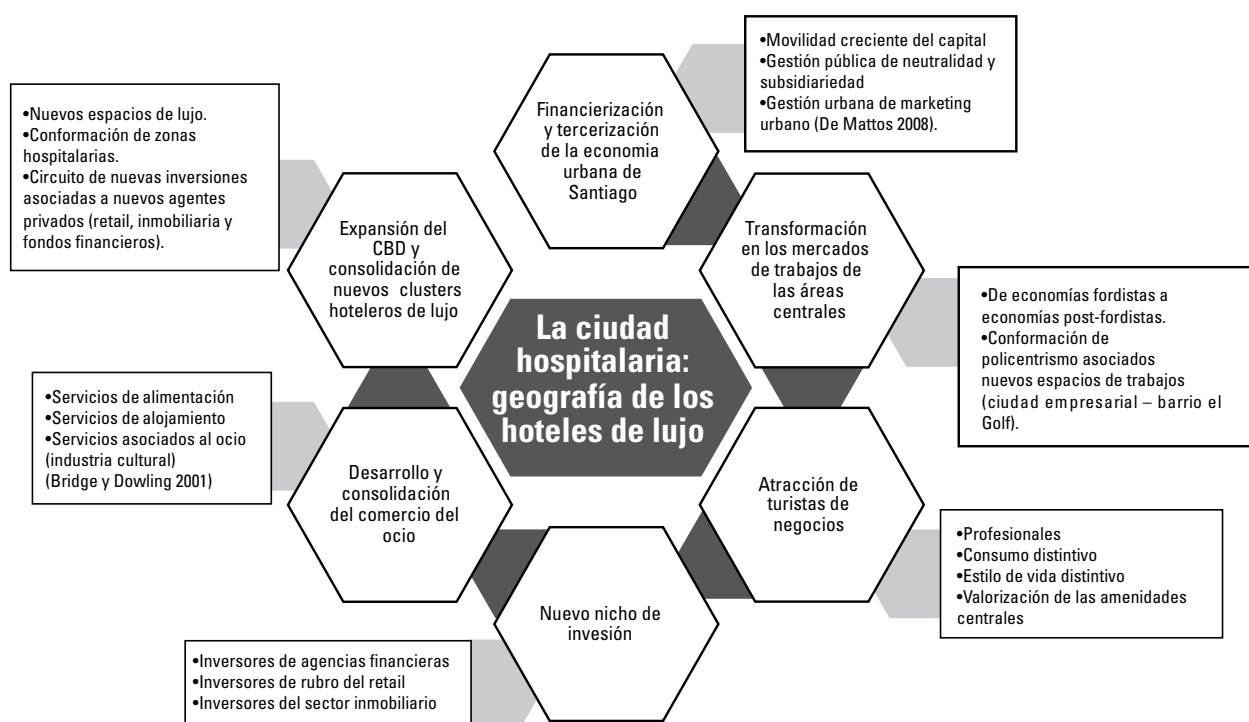 •Movilidad creciente del capital
•Gestión pública de neutralidad y
subsidiariedad
•Gestión urbana de marketing
urbano (De Mattos 2008).
Financierización
y tercerización
de la economia
urbana de
Santiago
•Nuevos espacios de lujo.
•Conformación de zonas
hospitalarias.
•Circuito de nuevas inversiones
asociadas a nuevos agentes
privados (retail, inmobiliaria y
fondos financieros).
Expansión del
CBD y
consolidación de
nuevos clusters
hoteleros de lujo
Transformación
en los mercados
de trabajos de
las áreas
centrales
•De economías fordistas a
economías post-fordistas.
•Conformación de
policentrismo asociados
nuevos espacios de trabajos
(ciudad empresarial – barrio el
Golf).
La ciudad
hospitalaria:
geografía de los
hoteles de lujo
•Servicios de alimentación
•Servicios de alojamiento
•Servicios asociados al ocio
(industria cultural)
(Bridge y Dowling 2001)
Desarrollo y
consolidación
del comercio del
ocio
Atracción de
turistas de
negocios
•Profesionales
•Consumo distintivo
•Estilo de vida distintivo
•Valorización de las amenidades
centrales
Nuevo nicho de
invesión
•Inversores de agencias financieras
•Inversores de rubro del retail
•Inversores del sector inmobiliario